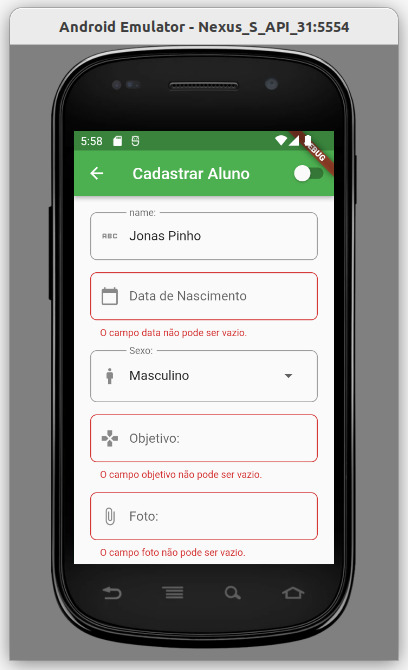 Android Emulator - Nexus_S_API_31:5554
5:58
DEBUG
Cadastrar Aluno
name:
ABC
Jonas Pinho
Data de Nascimento
O campo data não pode ser vazio.
Sexo:
Masculino
Objetivo:
O campo objetivo não pode ser vazio.
Foto:
O campo foto não pode ser vazio.